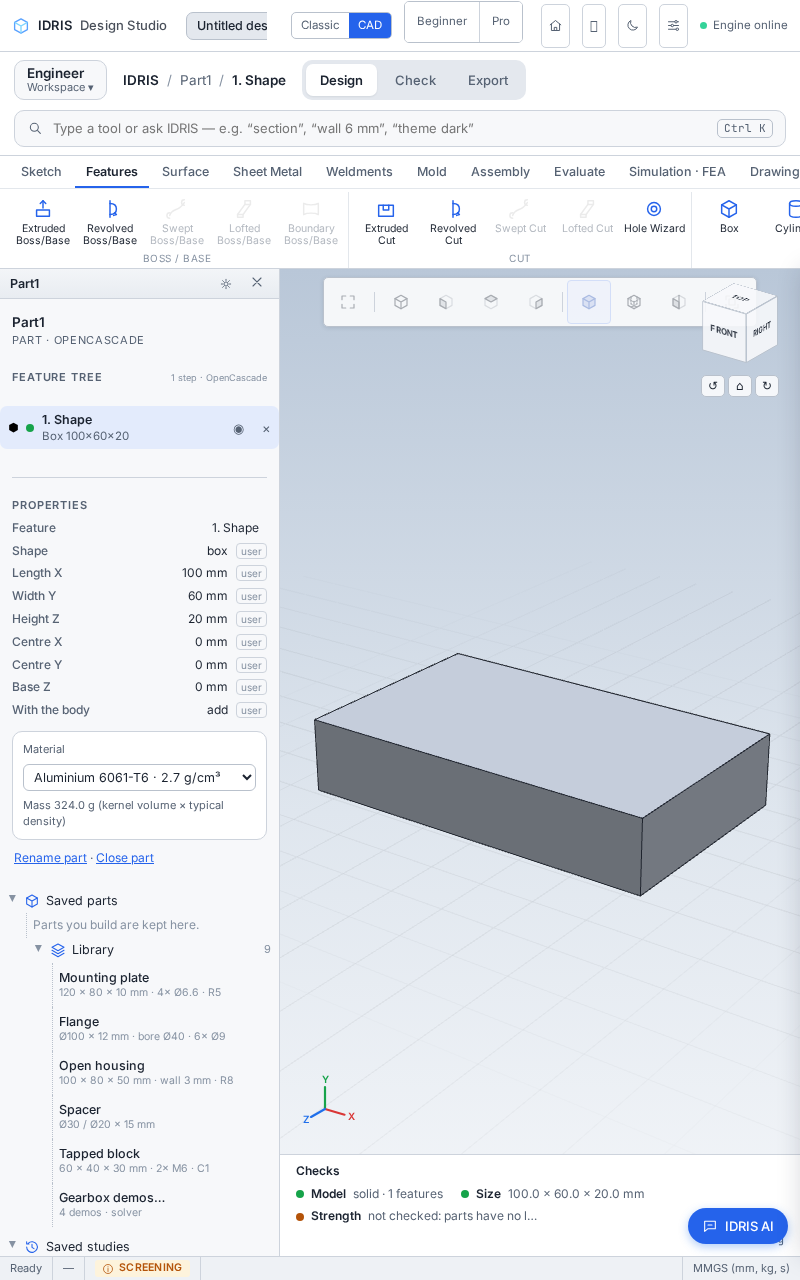 IDRIS Design Studio
Untitled des
Classic CAD
Beginner Pro
Engine online
Engineer
Workspace ▾
IDRIS / Part1 / 1. Shape
Design Check Export
Type a tool or ask IDRIS — e.g. “section”, “wall 6 mm”, “theme dark”
Ctrl K
Sketch Features Surface Sheet Metal Weldments Mold Assembly Evaluate Simulation · FEA Drawing
Extruded Boss/Base
Revolved Boss/Base
Swept Boss/Base
Lofted Boss/Base
Boundary Boss/Base
BOSS / BASE
Extruded Cut
Revolved Cut
Swept Cut
Lofted Cut
Hole Wizard
CUT
Box
Cylin
Part1
Part1
PART · OPENCASCADE
FEATURE TREE 1 step · OpenCascade
1. Shape
Box 100×60×20
PROPERTIES
Feature 1. Shape
Shape box user
Length X 100 mm user
Width Y 60 mm user
Height Z 20 mm user
Centre X 0 mm user
Centre Y 0 mm user
Base Z 0 mm user
With the body add user
Material
Aluminium 6061-T6 · 2.7 g/cm³
Mass 324.0 g (kernel volume × typical
density)
Rename part · Close part
Saved parts
Parts you build are kept here.
Library 9
Mounting plate
120 × 80 × 10 mm · 4× Ø6.6 · R5
Flange
Ø100 × 12 mm · bore Ø40 · 6× Ø9
Open housing
100 × 80 × 50 mm · wall 3 mm · R8
Spacer
Ø30 / Ø20 × 15 mm
Tapped block
60 × 40 × 30 mm · 2× M6 · C1
Gearbox demos…
4 demos · solver
Saved studies
TOP
FRONT
RIGHT
Y
X
Z
Checks
Model solid · 1 features Size 100.0 × 60.0 × 20.0 mm
Strength not checked: parts have no l…
IDRIS AI
Ready — SCREENING MMGS (mm, kg, s)